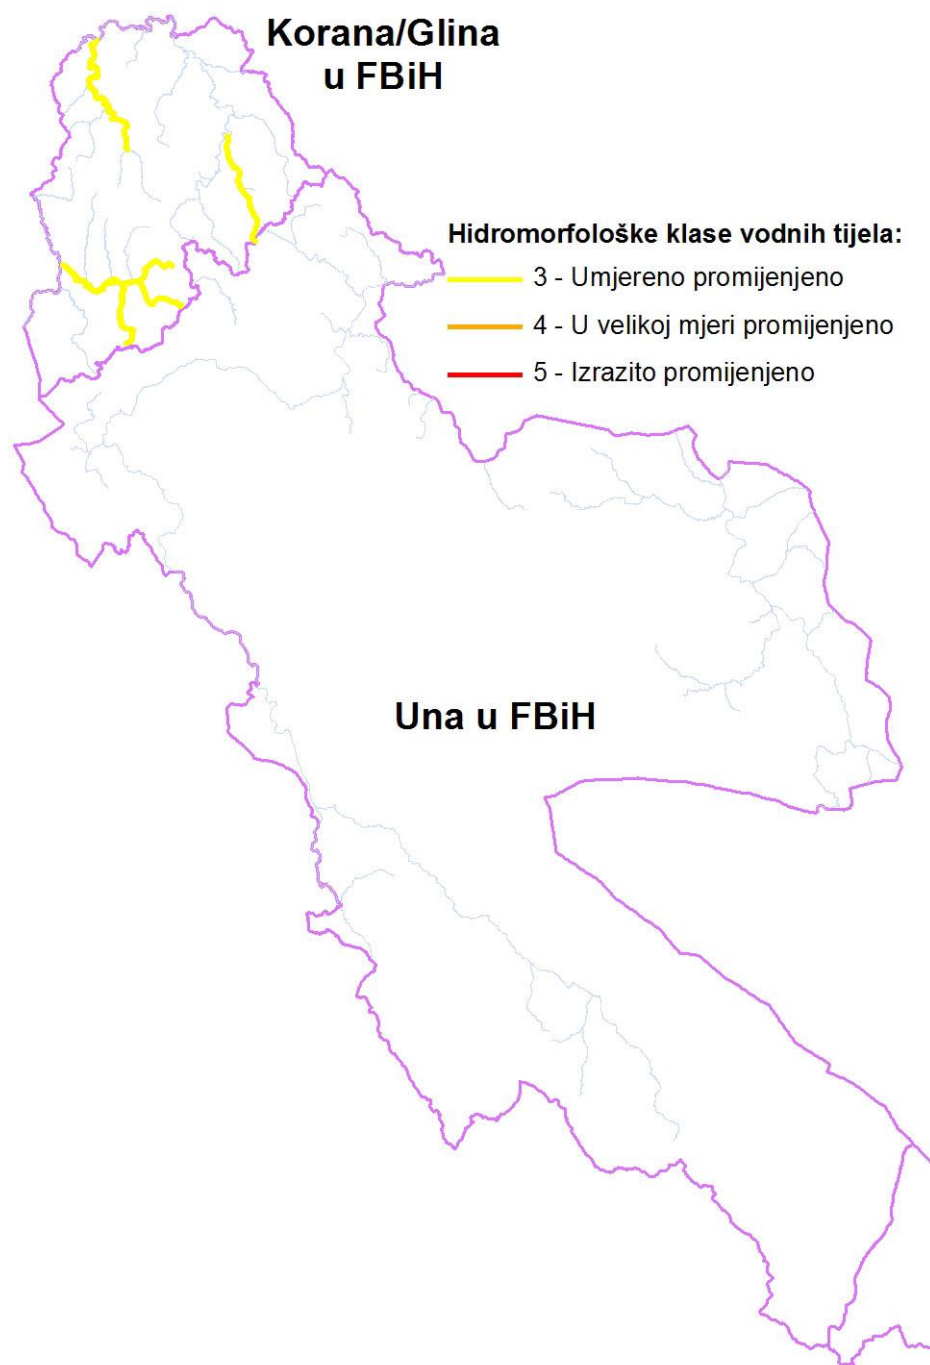 Korana/Glina
u FBiH
Hidromorfološke klase vodnih tijela:
3 - Umjereno promijenjeno
4 - U velikoj mjeri promijenjeno
5 - Izrazito promijenjeno
Una u FBiH